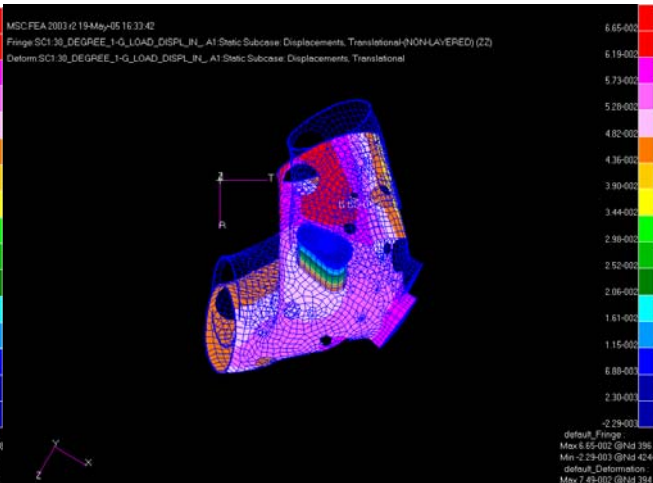 MSC.FEA 2003 r2 19-May-05 16:33:42
Fringe:SC1:30_DEGREE_1-G_LOAD_DISPL_IN_, A1:Static Subcase: Displacements, Translational-(NON-LAYERED) (ZZ)
Deform:SC1:30_DEGREE_1-G_LOAD_DISPL_IN_, A1:Static Subcase: Displacements, Translational
6.65-002
6.19-002
5.73-002
5.28-002
4.82-002
4.36-002
3.90-002
3.44-002
2.98-002
2.52-002
2.06-002
1.61-002
1.15-002
6.88-003
2.30-003
-2.29-003
Z
T
R
Y
X
Z
default_Fringe :
Max 6.65-002 @Nd 396
Min -2.29-003 @Nd 424
default_Deformation :
Max 7.49-002 @Nd 394